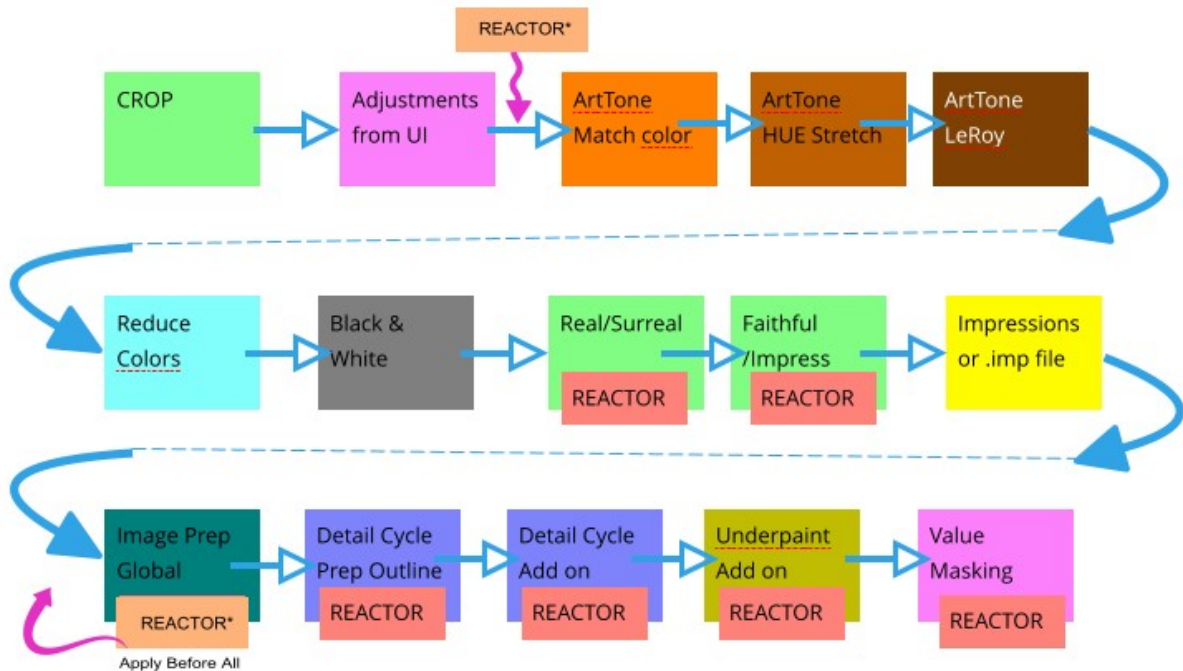 REACTOR*
CROP
Adjustments
from UI
ArtTone
Match color
ArtTone
HUE Stretch
ArtTone
LeRoy
Reduce
Colors
Black &
White
Real/Surreal
REACTOR
Faithful
/Impress
REACTOR
Impressions
or .imp file
Image Prep
Global
REACTOR*
Apply Before All
Detail Cycle
Prep Outline
REACTOR
Detail Cycle
Add on
REACTOR
Underpaint
Add on
REACTOR
Value
Masking
REACTOR